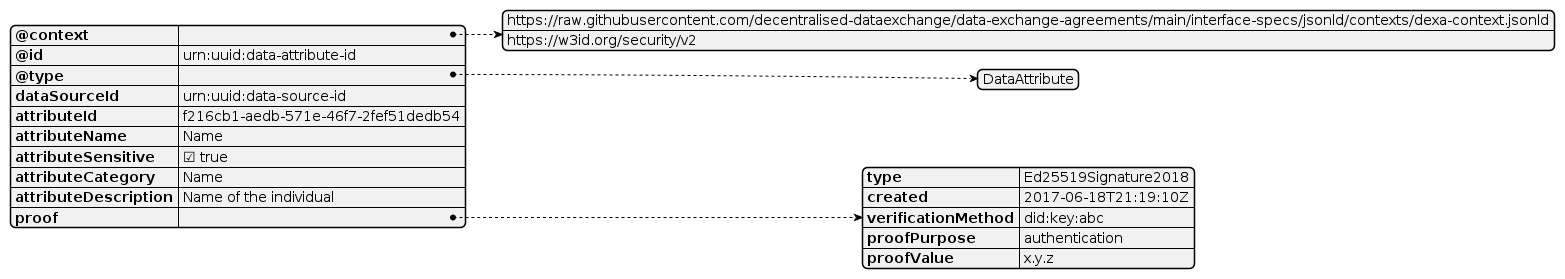 @context
https://raw.githubusercontent.com/decentralised-dataexchange/data-exchange-agreements/main/interface-specs/jsonld/contexts/dexa-context.jsonld
https://w3id.org/security/v2
@id urn:uuid:data-attribute-id
@type
DataAttribute
dataSourceId urn:uuid:data-source-id
attributeId f216cb1-aedb-571e-46f7-2fef51dedb54
attributeName Name
attributeSensitive ☑ true
attributeCategory Name
attributeDescription Name of the individual
proof
type Ed25519Signature2018
created 2017-06-18T21:19:10Z
verificationMethod did:key:abc
proofPurpose authentication
proofValue x.y.z